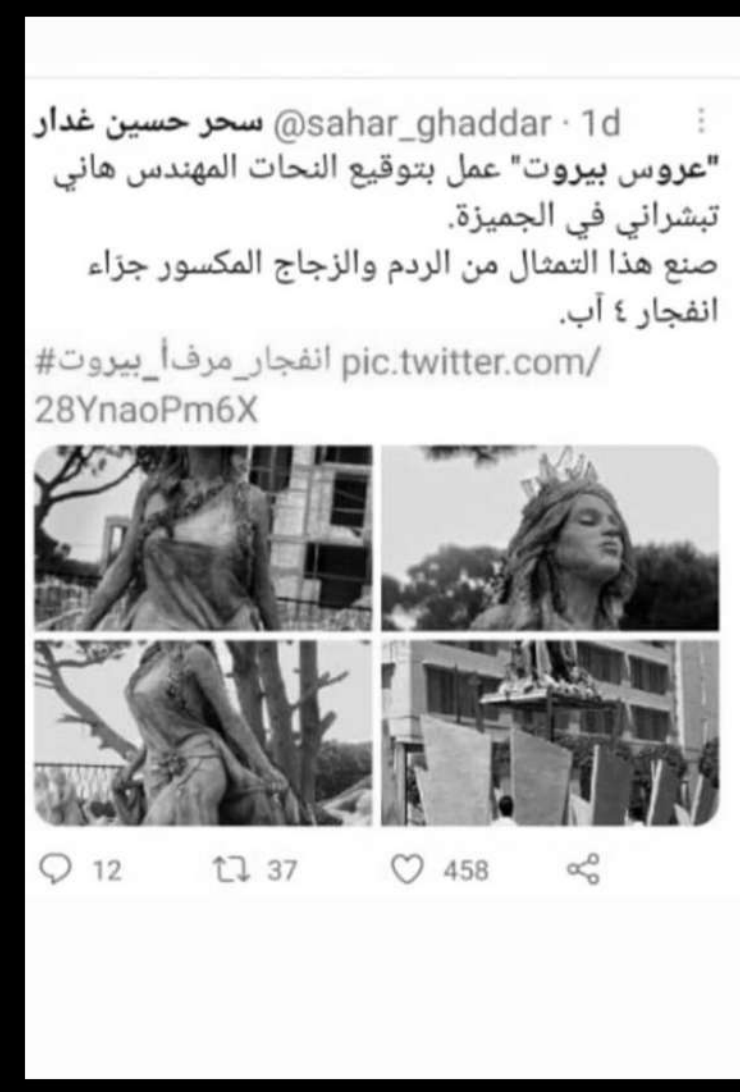 سحر حسين غدار @sahar_ghaddar · 1d
"عروس بيروت" عمل بتوقيع النحات المهندس هاني
تبشراني في الجميزة.
صنع هذا التمثال من الردم والزجاج المكسور جرّاء
انفجار ٤ آب.
#انفجار_مرفأ_بيروت pic.twitter.com/
28YnaoPm6X
12 37 458